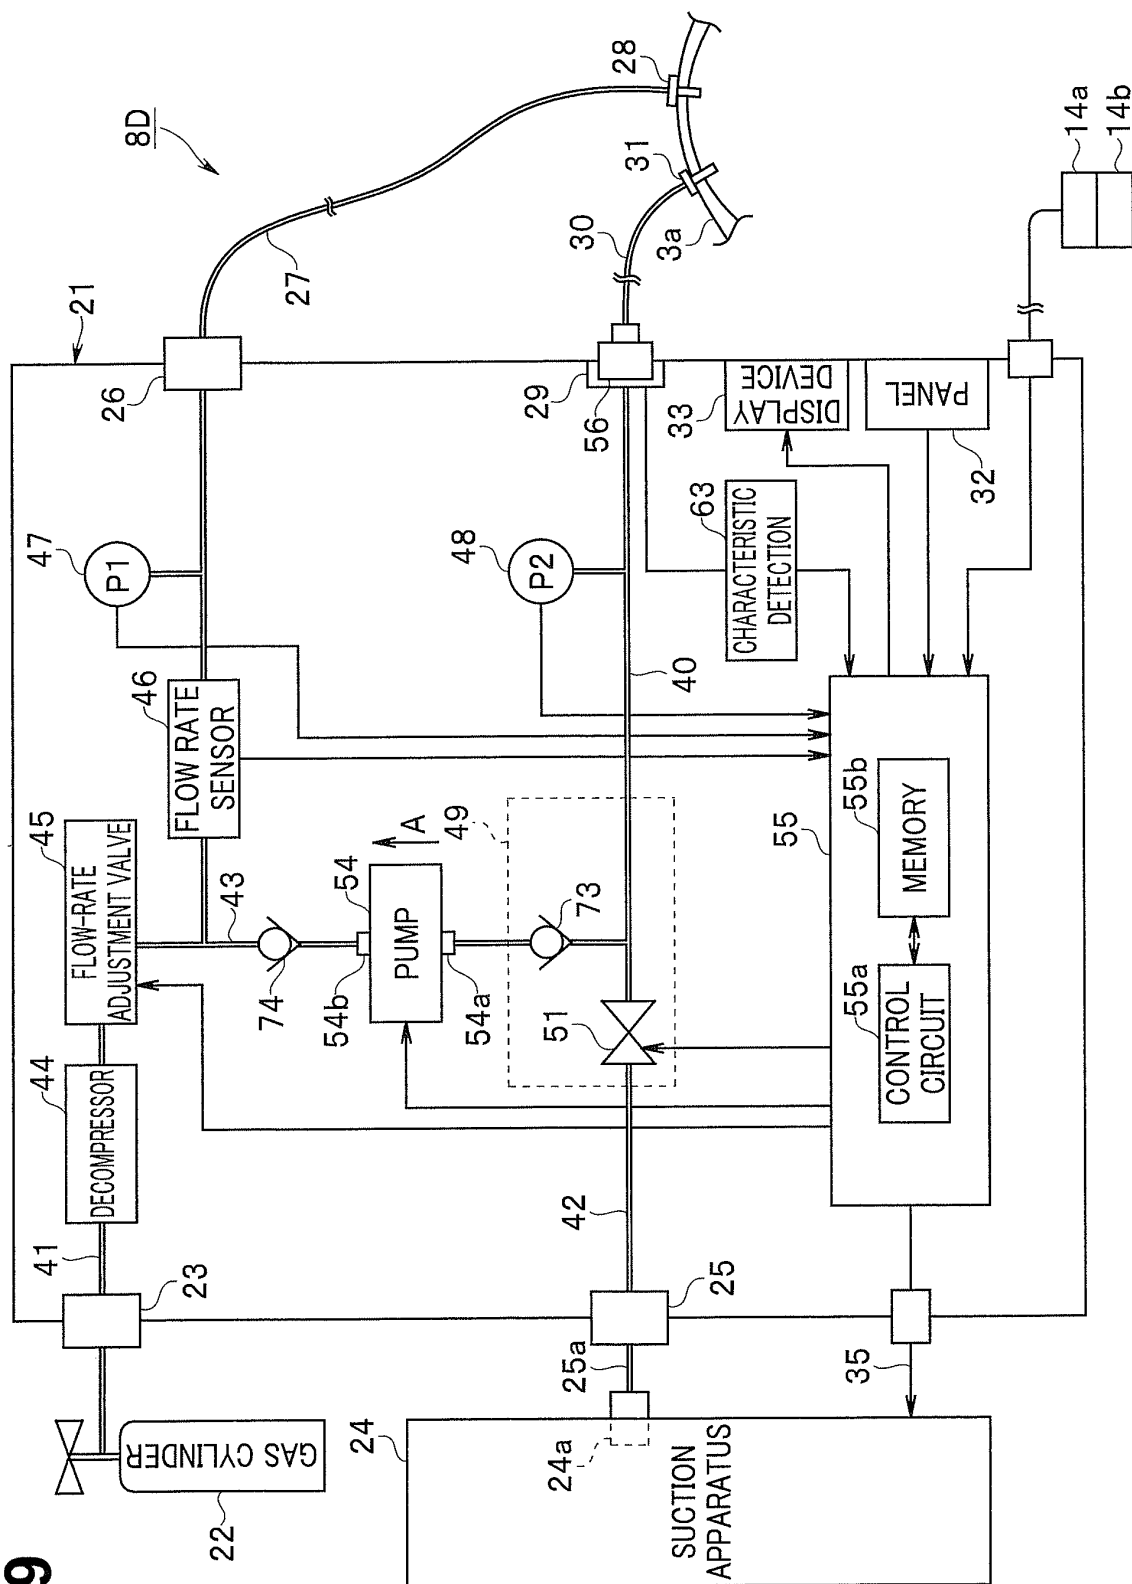 9
8D
21
22
GAS CYLINDER
23
41
44
DECOMPRESSOR
45
FLOW-RATE
ADJUSTMENT VALVE
46
FLOW RATE
SENSOR
47
P1
26
27
28
43
74
54b
54
PUMP
54a
A
49
73
51
48
P2
40
29
56
30
31
3a
24
SUCTION
APPARATUS
24a
25a
25
42
63
CHARACTERISTIC
DETECTION
33
DISPLAY
DEVICE
32
PANEL
14a
14b
55
55a
CONTROL
CIRCUIT
55b
MEMORY
35